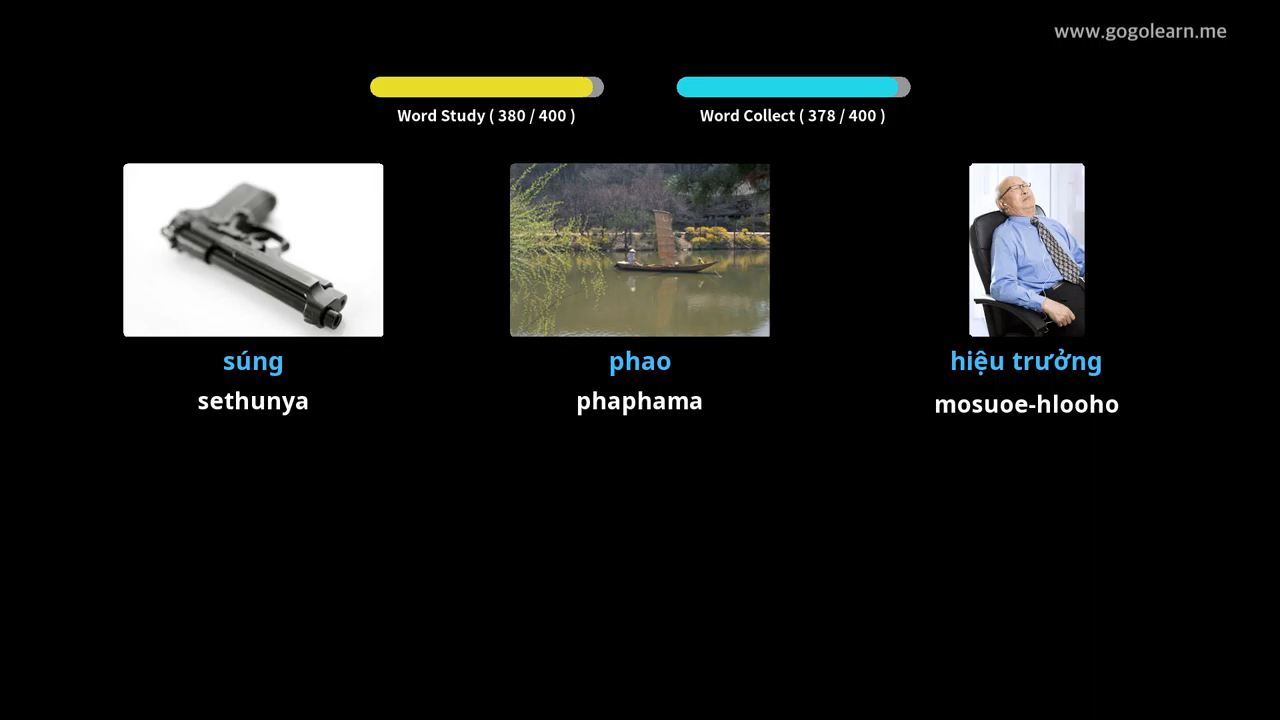 www.gogolearn.me
Word Study ( 380 / 400 )
Word Collect ( 378 / 400 )
súng
phao
hiệu trưởng
sethunya
phaphama
mosuoe-hlooho